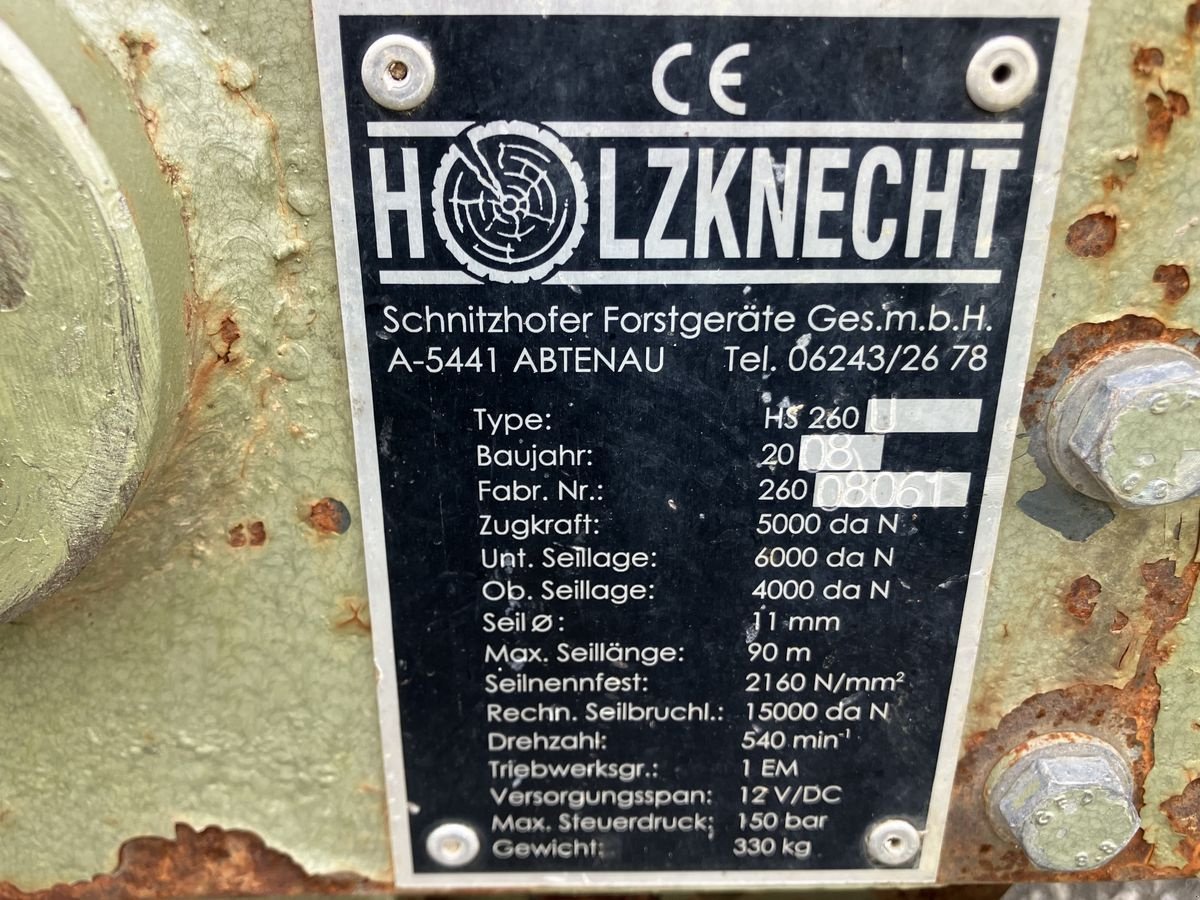 CE
HOLZKNECHT
Schnitzhofer Forstgeräte Ges.m.b.H.
A-5441 ABTENAU Tel. 06243/26 78
Type: HS 260 U
Baujahr: 20 08
Fabr. Nr.: 260 08061
Zugkraft: 5000 da N
Unt. Seillage: 6000 da N
Ob. Seillage: 4000 da N
Seil Ø: 11 mm
Max. Seillänge: 90 m
Seilnennfest: 2160 N/mm²
Rechn. Seilbruchl.: 15000 da N
Drehzahl: 540 min⁻¹
Triebwerksgr.: 1 EM
Versorgungsspan: 12 V/DC
Max. Steuerdruck: 150 bar
Gewicht: 330 kg